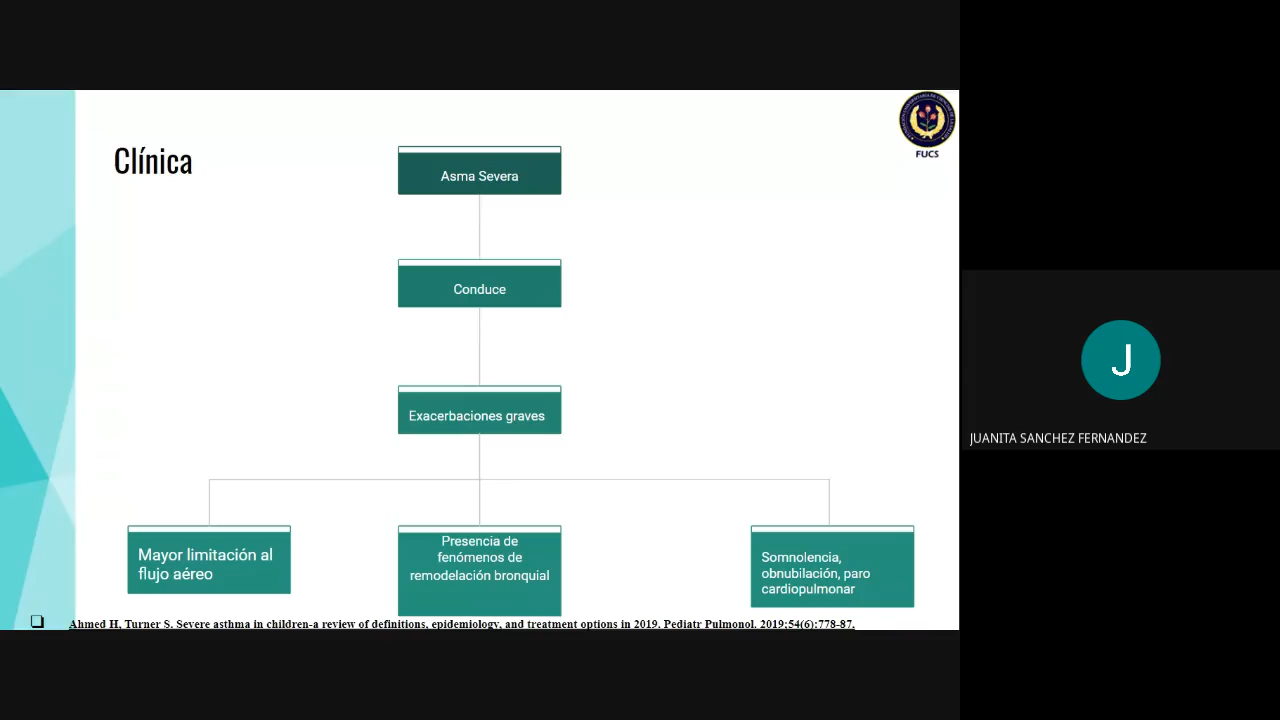 Clínica
FUCS
Asma Severa
Conduce
Exacerbaciones graves
Mayor limitación al
flujo aéreo
Presencia de
fenómenos de
remodelación bronquial
Somnolencia,
obnubilación, paro
cardiopulmonar
Ahmed H, Turner S. Severe asthma in children-a review of definitions, epidemiology, and treatment options in 2019. Pediatr Pulmonol. 2019;54(6):778-87.
J
JUANITA SANCHEZ FERNANDEZ